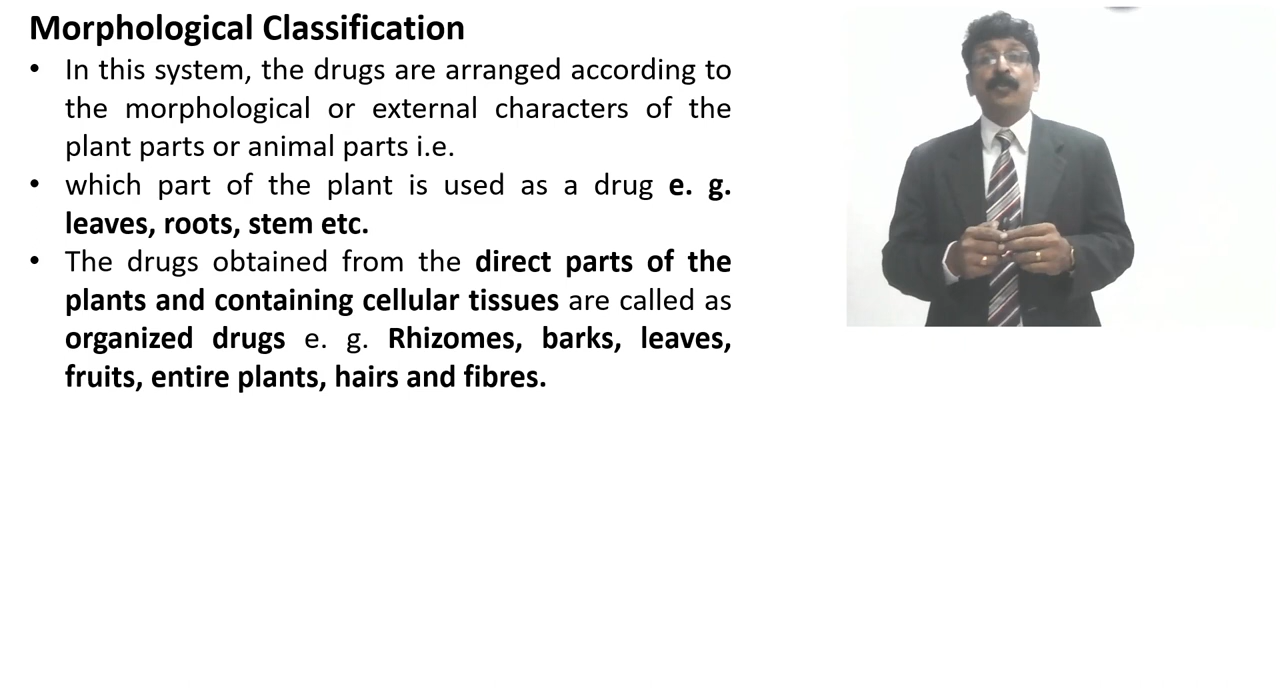 Morphological Classification
• In this system, the drugs are arranged according to
the morphological or external characters of the
plant parts or animal parts i.e.
• which part of the plant is used as a drug e. g.
leaves, roots, stem etc.
• The drugs obtained from the direct parts of the
plants and containing cellular tissues are called as
organized drugs e. g. Rhizomes, barks, leaves,
fruits, entire plants, hairs and fibres.